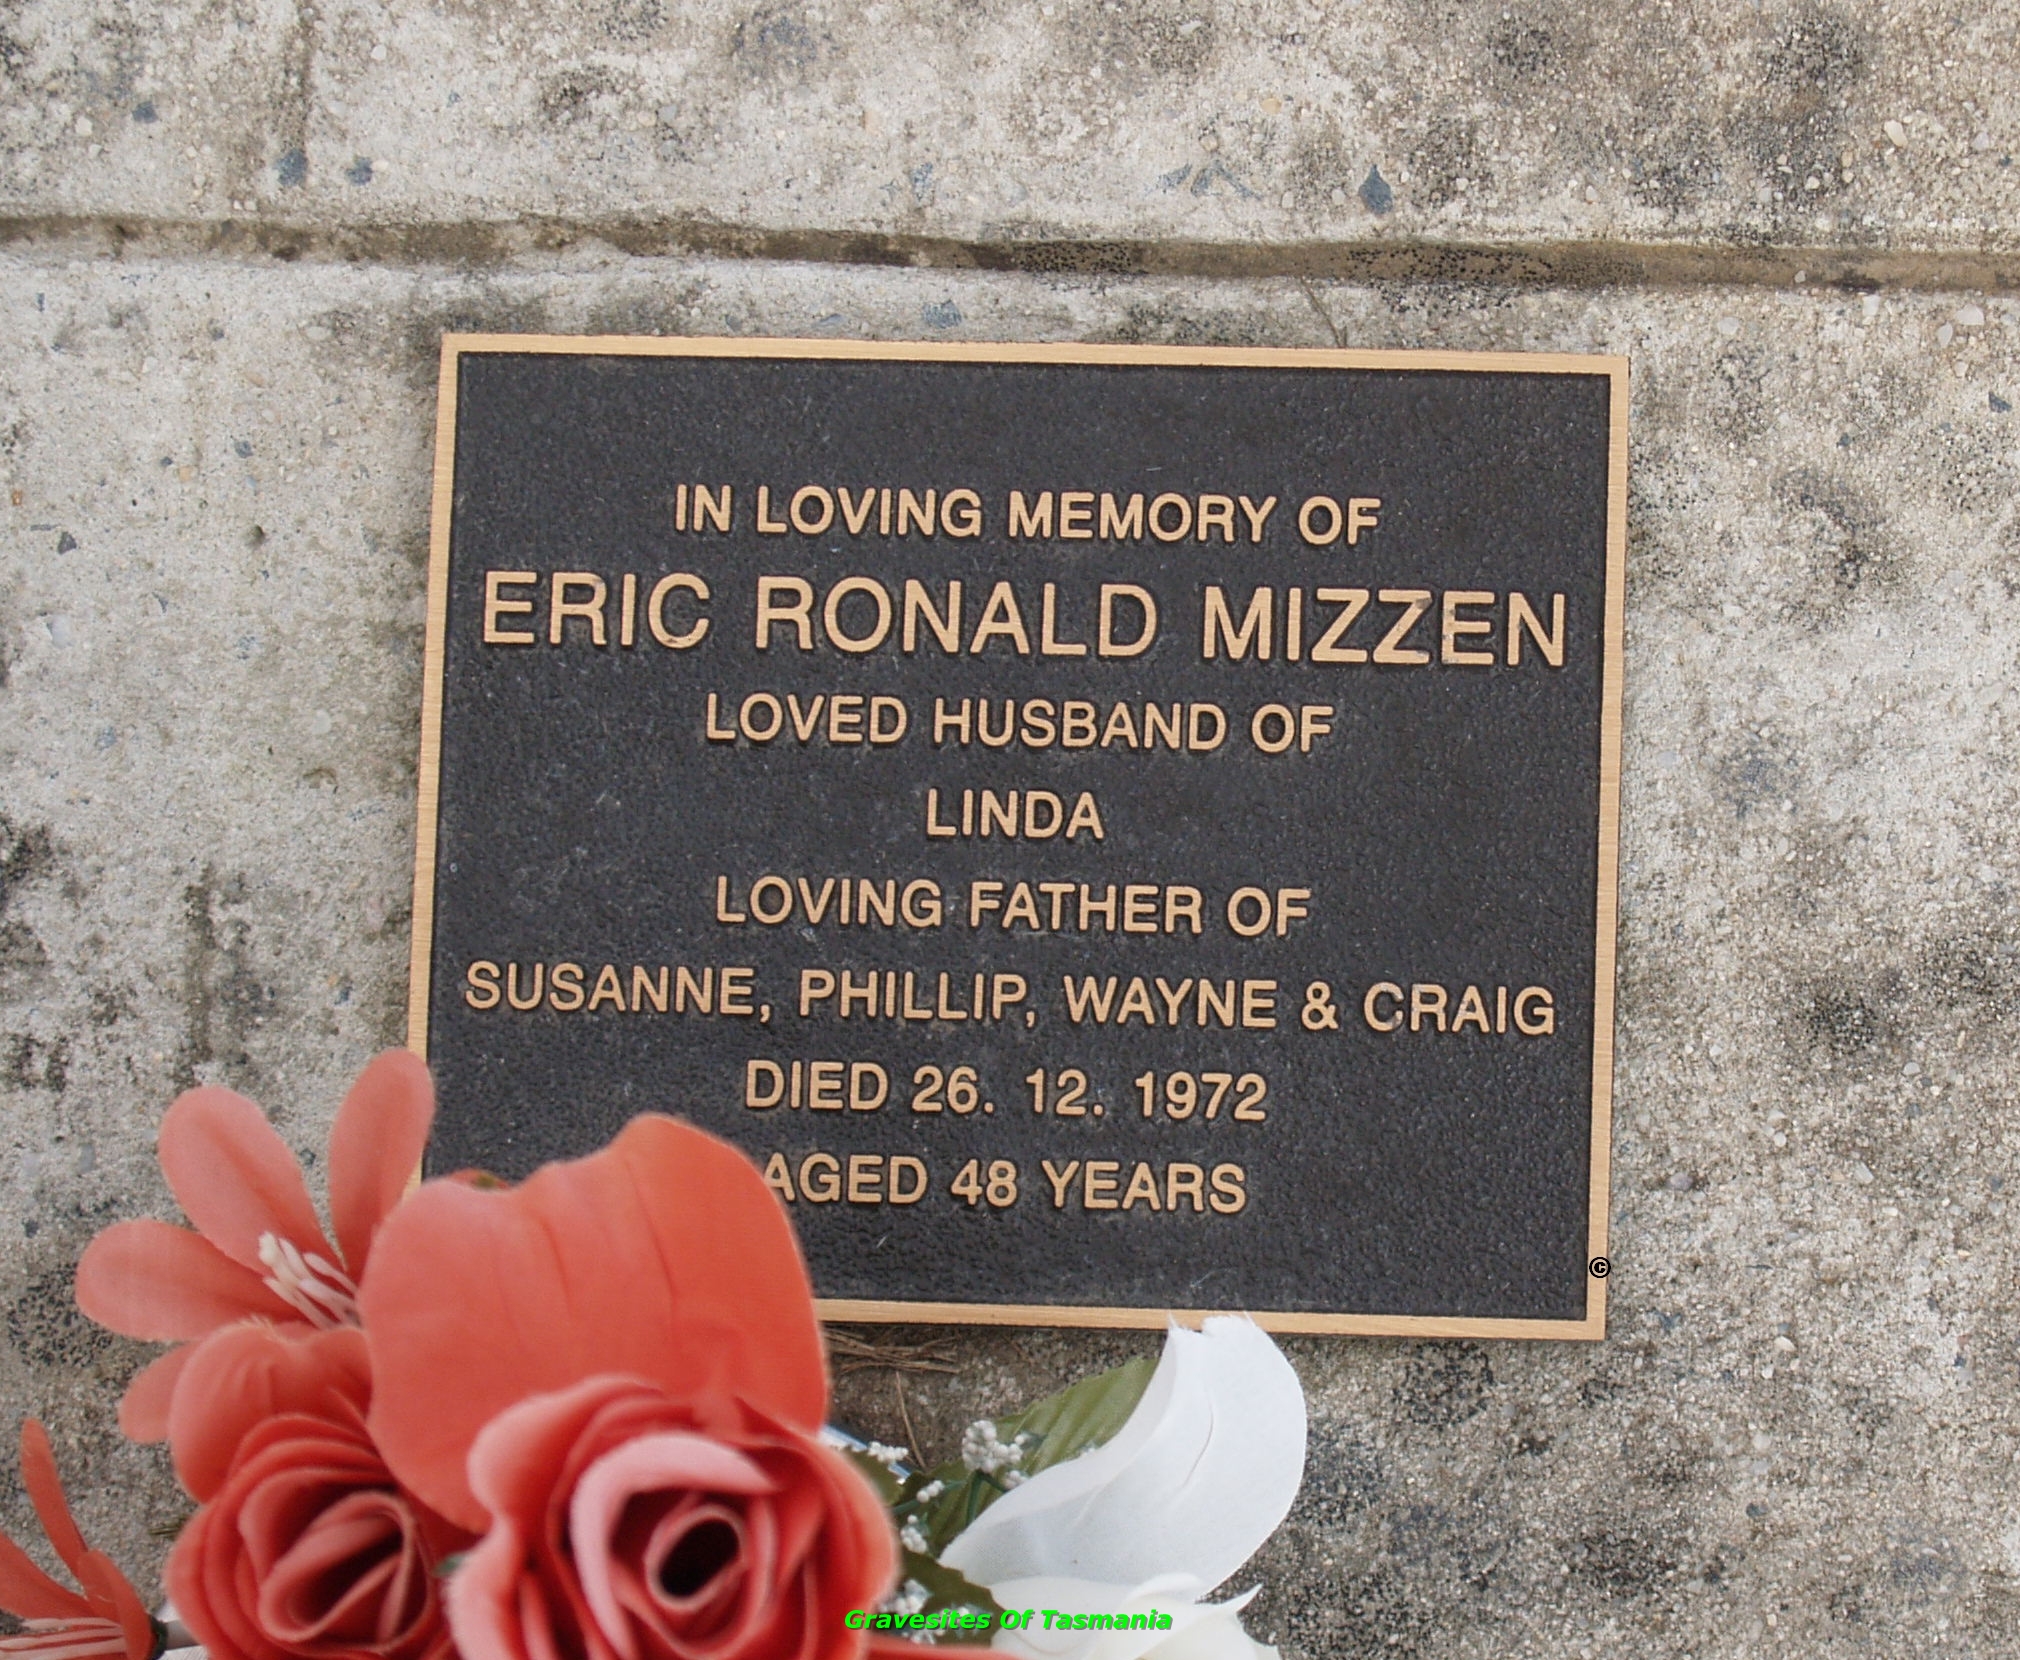 IN LOVING MEMORY OF
ERIC RONALD MIZZEN
LOVED HUSBAND OF
LINDA
LOVING FATHER OF
SUSANNE, PHILLIP, WAYNE & CRAIG
DIED 26. 12. 1972
AGED 48 YEARS
©
Gravesites Of Tasmania